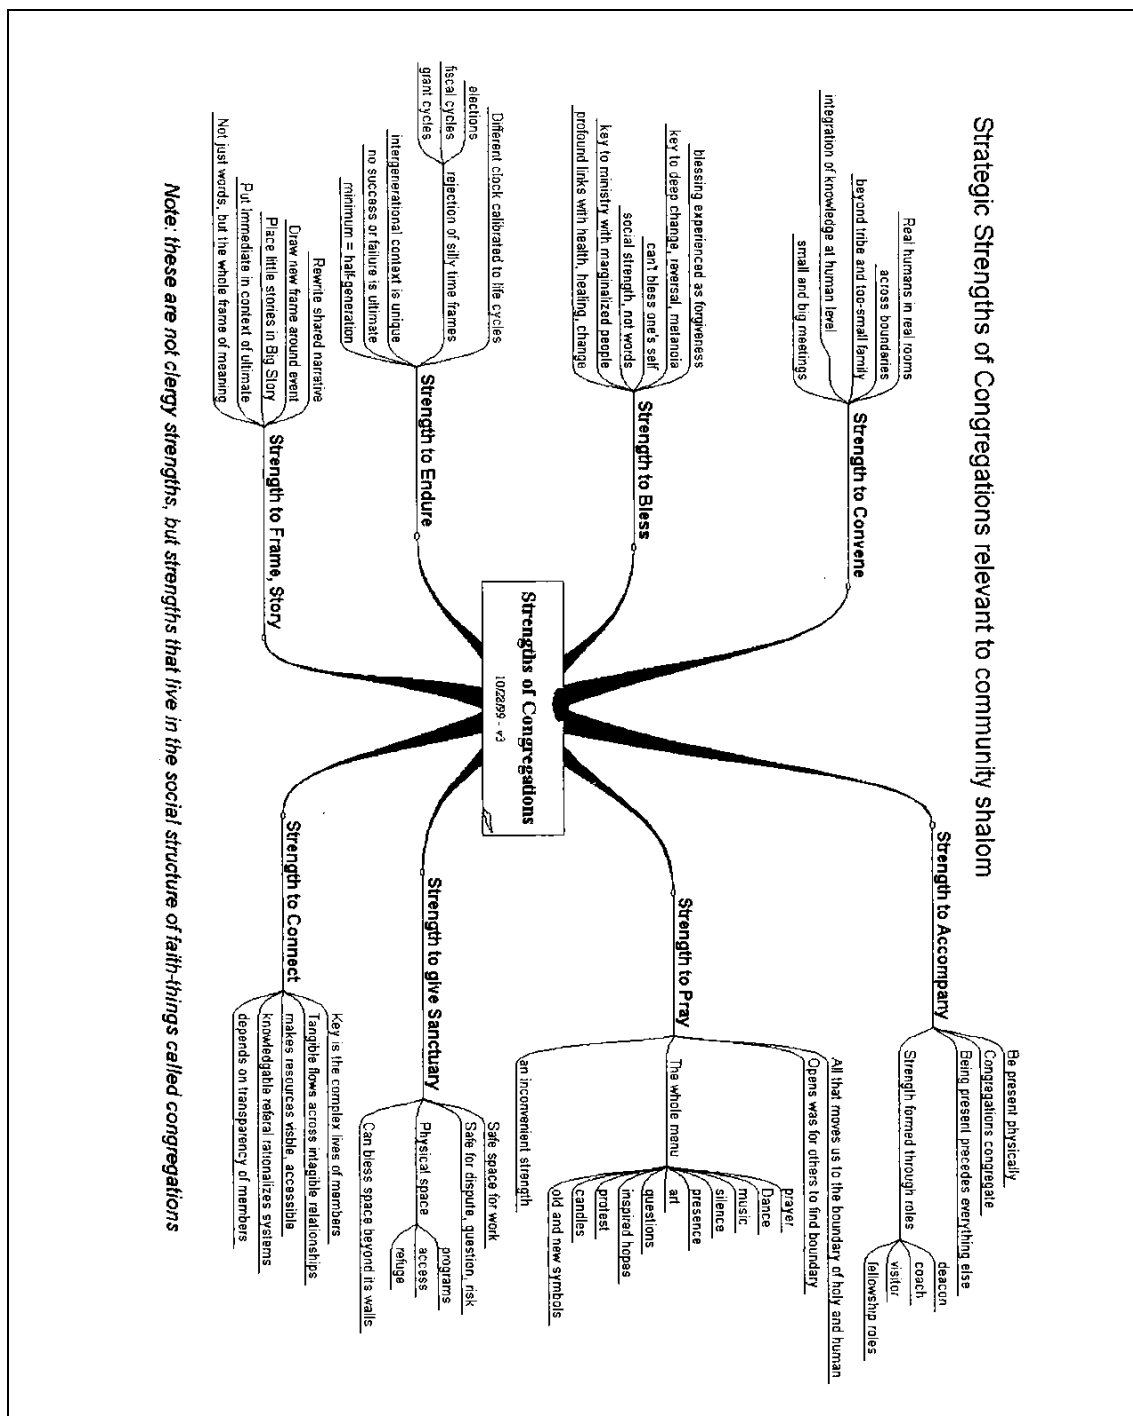 Strategic Strengths of Congregations relevant to community shalom
Strengths of Congregations
10/28/99 - v3
Strength to Convene
Real humans in real rooms
across boundaries
beyond tribe and too-small family
integration of knowledge at human level
small and big meetings
Strength to Bless
blessing experienced as forgiveness
key to deep change, reversal, metanoia
can't bless one's self
social strength, not words
key to ministry with marginalized people
profound links with health, healing, change
Strength to Endure
Different clock calibrated to life cycles
rejection of silly time frames
elections
fiscal cycles
grant cycles
intergenerational context is unique
no success or failure is ultimate
minimum = half-generation
Strength to Frame, Story
Rewrite shared narrative
Draw new frame around event
Place little stories in Big Story
Put Immediate in context of ultimate
Not just words, but the whole frame of meaning
Strength to Accompany
Be present physically
Congregations congregate
Being present precedes everything else
Strength formed through roles
deacon
coach
visitor
fellowship roles
Strength to Pray
All that moves us to the boundary of holy and human
Opens was for others to find boundary
The whole menu
prayer
Dance
music
silence
presence
art
questions
inspired hopes
protest
candles
old and new symbols
an inconvenient strength
Strength to give Sanctuary
Safe space for work
Safe for dispute, question, risk
Physical space
programs
access
refuge
Can bless space beyond its walls
Strength to Connect
Key is the complex lives of members
Tangible flows across intagible relationships
makes resources visble, accessible
knowledgable referal rationalizes systems
depends on transparency of members
Note: these are not clergy strengths, but strengths that live in the social structure of faith-things called congregations